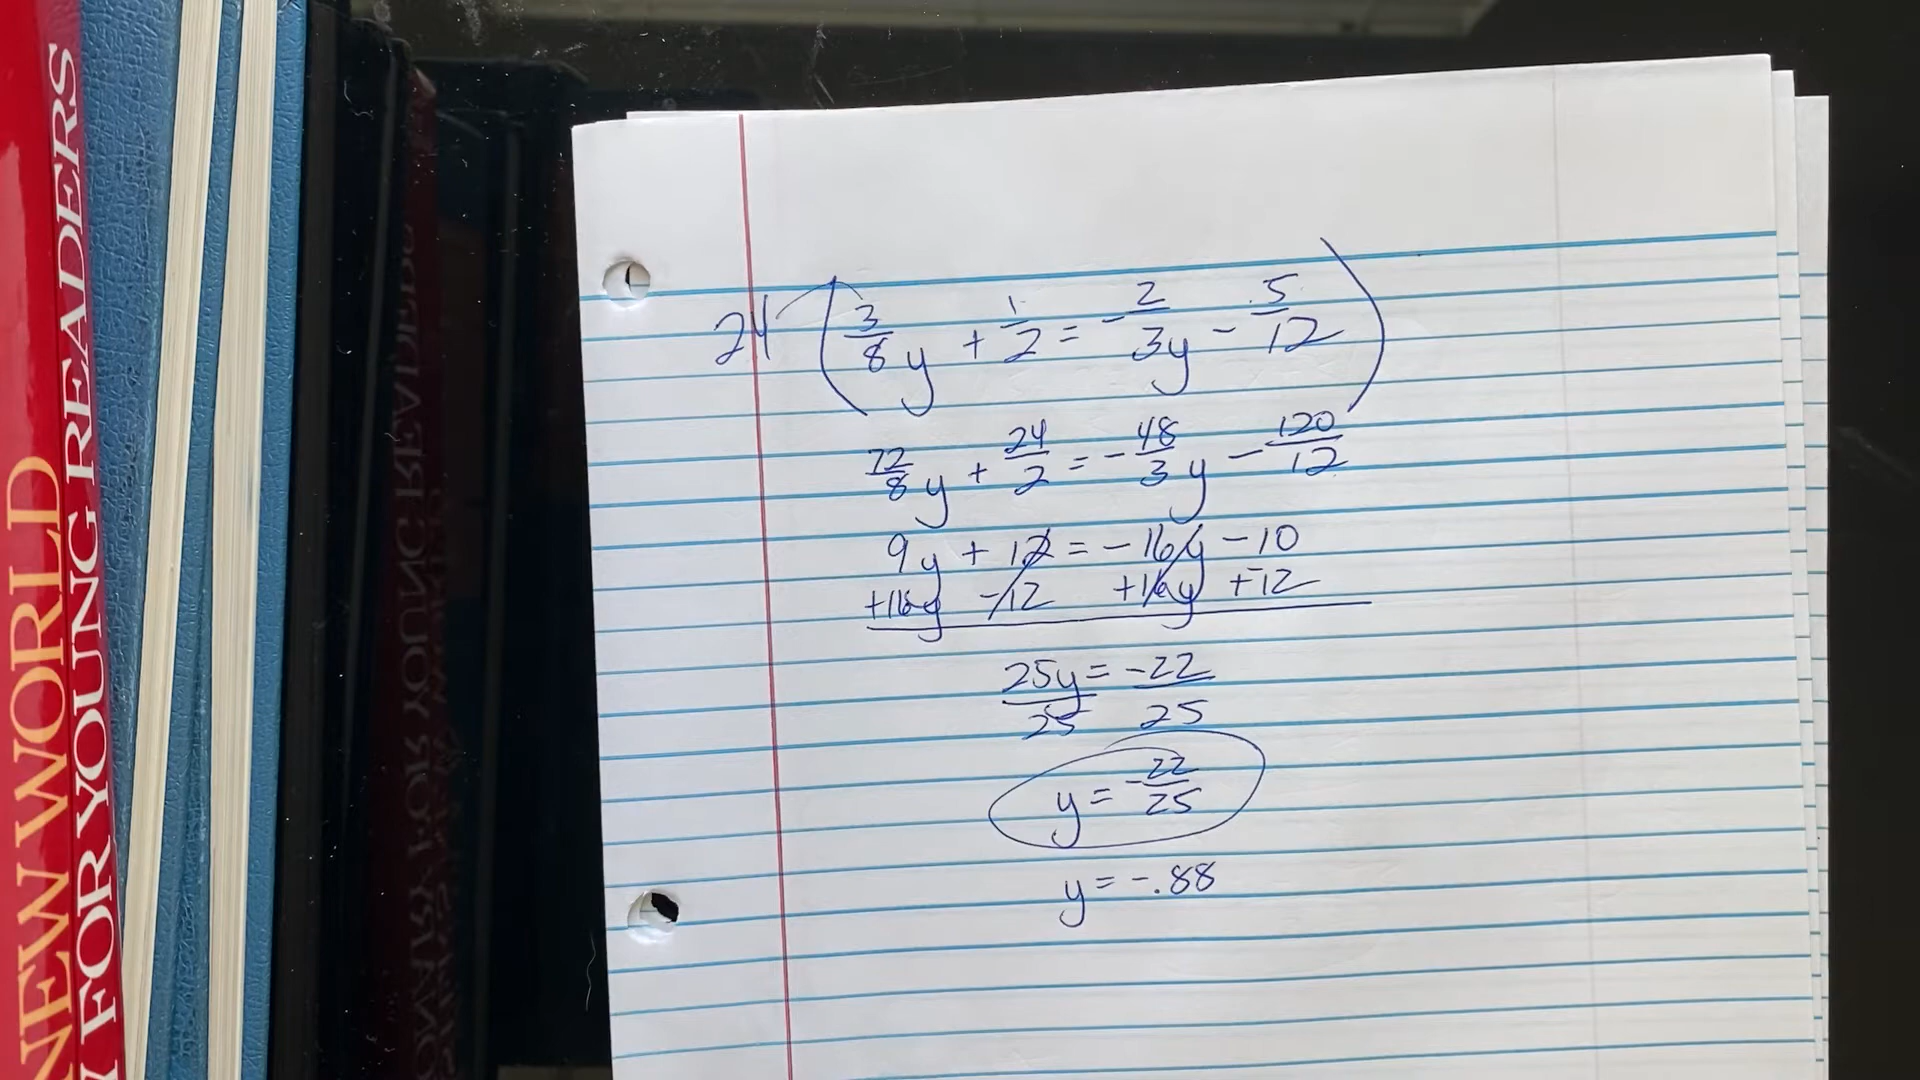 NEW WORLD
FOR YOUNG READERS
24 (3/8 y + 1/2 = - 2/3y - 5/12)
72/8 y + 24/2 = - 48/3 y - 120/12
9y + 12 = -16y - 10
+16y -12 +16y +-12
25y/25 = -22/25
y = - 22/25
y = -.88